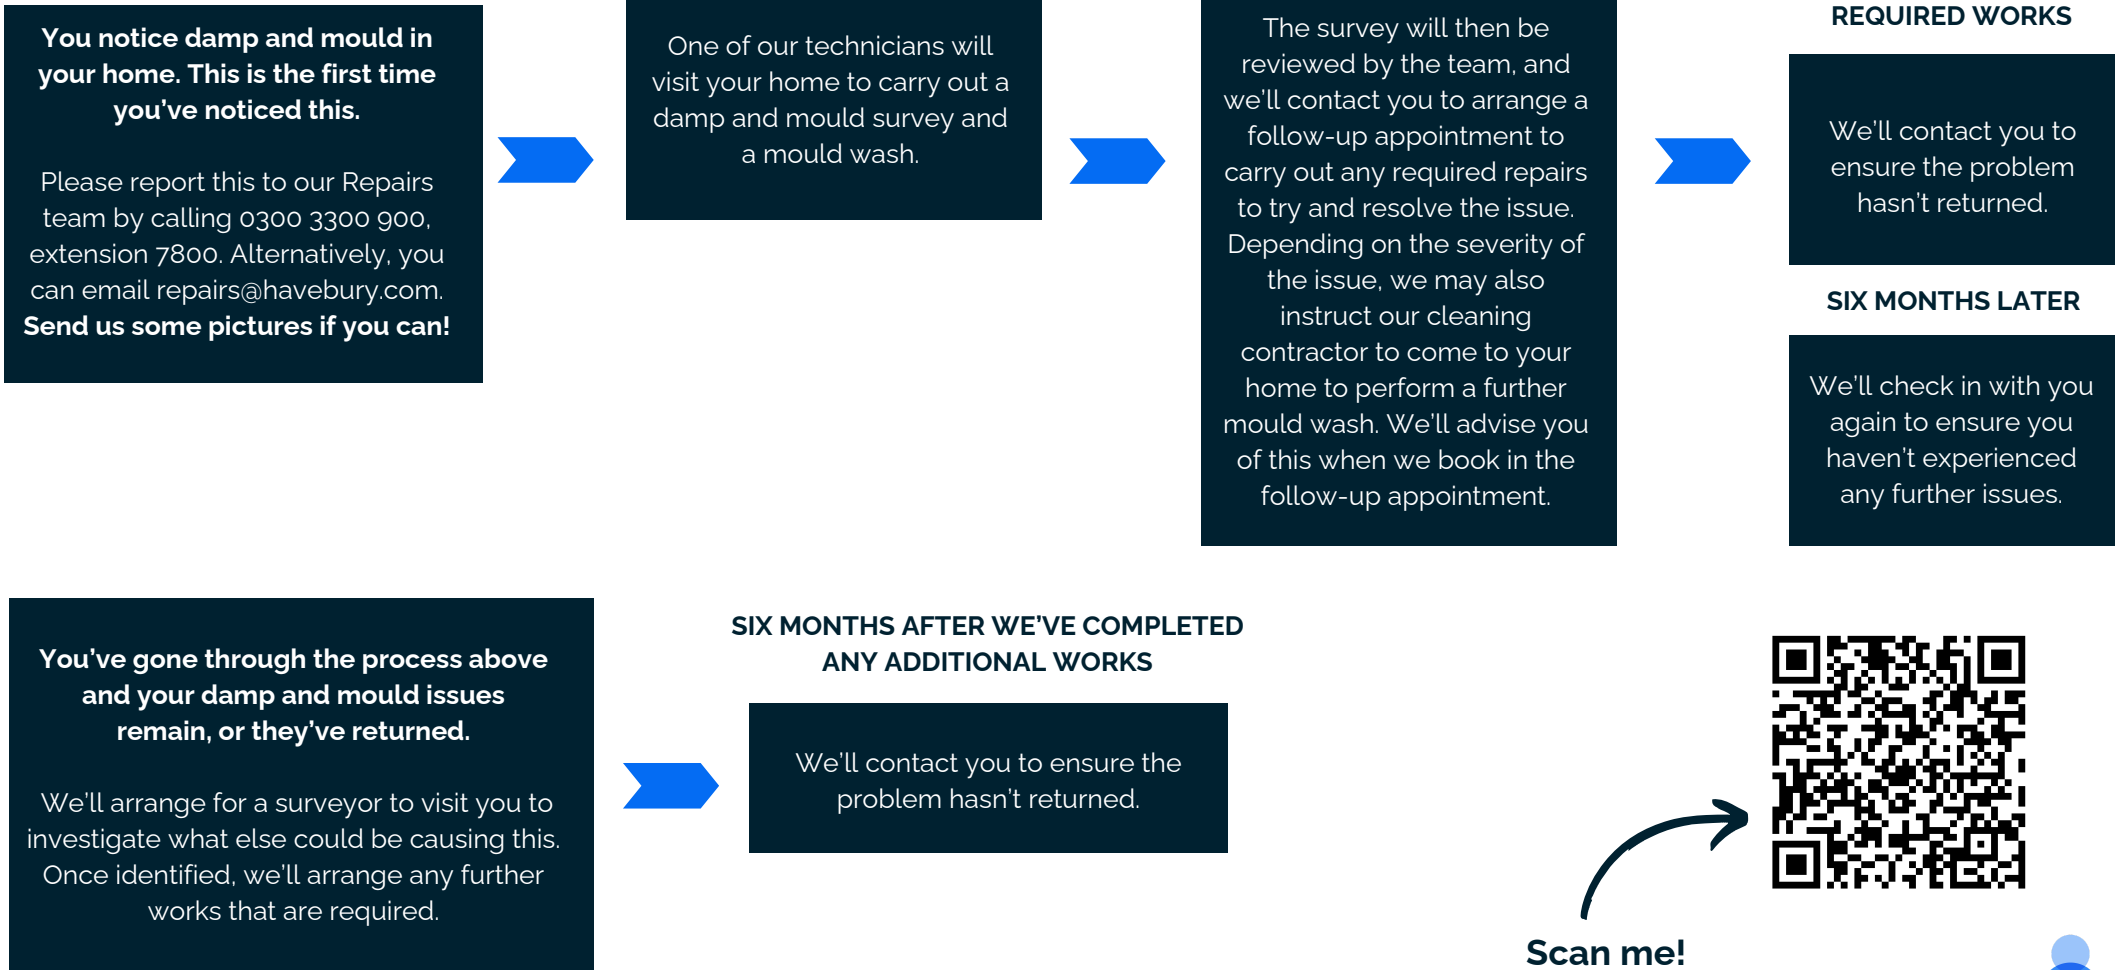 You notice damp and mould in
your home. This is the first time
you've noticed this.
Please report this to our Repairs
team by calling 0300 3300 900,
extension 7800. Alternatively, you
can email repairs@havebury.com.
Send us some pictures if you can!
One of our technicians will
visit your home to carry out a
damp and mould survey and
a mould wash.
The survey will then be
reviewed by the team, and
we'll contact you to arrange a
follow-up appointment to
carry out any required repairs
to try and resolve the issue.
Depending on the severity of
the issue, we may also
instruct our cleaning
contractor to come to your
home to perform a further
mould wash. We'll advise you
of this when we book in the
follow-up appointment.
REQUIRED WORKS
We'll contact you to
ensure the problem
hasn't returned.
SIX MONTHS LATER
We'll check in with you
again to ensure you
haven't experienced
any further issues.
You've gone through the process above
and your damp and mould issues
remain, or they've returned.
We'll arrange for a surveyor to visit you to
investigate what else could be causing this.
Once identified, we'll arrange any further
works that are required.
SIX MONTHS AFTER WE'VE COMPLETED
ANY ADDITIONAL WORKS
We'll contact you to ensure the
problem hasn't returned.
Scan me!